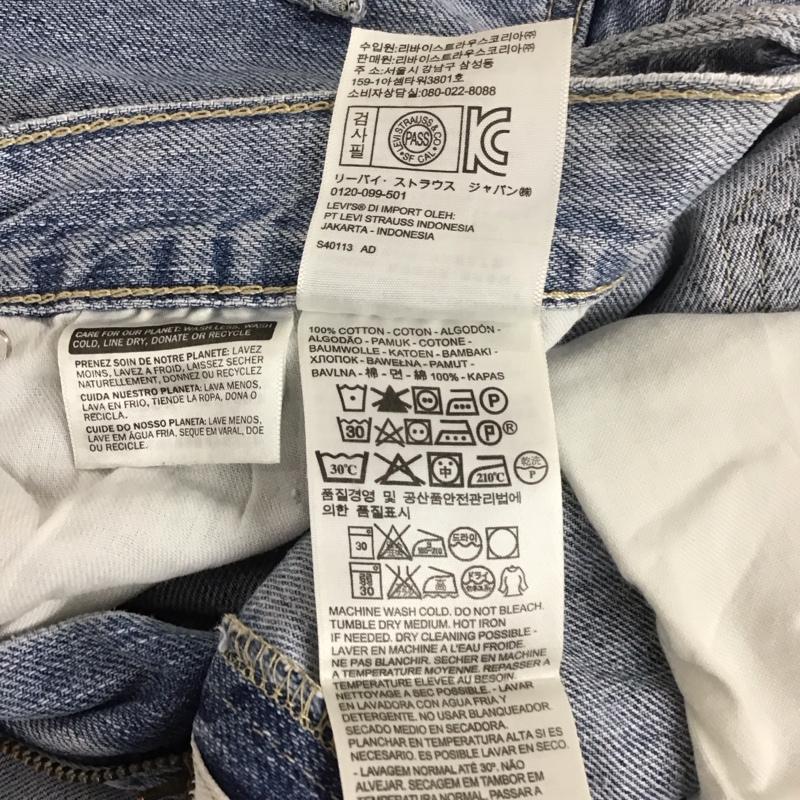 수입원:리바이스트라우스코리아㈜
판매원:리바이스트라우스코리아㈜
주 소:서울시 강남구 삼성동
159-1아셈타워3801호
소비자상담실:080-022-8088
검사필
LEVI STRAUSS & CO
PASS
SF CAL.
KC
リーバイ・ストラウス ジャパン㈱
0120-099-501
LEVI'S® DI IMPORT OLEH:
PT LEVI STRAUSS INDONESIA
JAKARTA - INDONESIA
S40113 AD
CARE FOR OUR PLANET: WASH LESS, WASH
COLD, LINE DRY, DONATE OR RECYCLE
PRENEZ SOIN DE NOTRE PLANETE: LAVEZ
MOINS, LAVEZ A FROID, LAISSEZ SECHER
NATURELLEMENT, DONNEZ OU RECYCLEZ
CUIDA NUESTRO PLANETA: LAVA MENOS,
LAVA EN FRIO, TIENDE LA ROPA, DONA O
RECICLA.
CUIDE DO NOSSO PLANETA: LAVE MENOS,
LAVE EM ÁGUA FRIA, SEQUE EM VARAL, DOE
OU RECICLE.
100% COTTON - COTON - ALGODÓN -
ALGODÃO - PAMUK - COTONE -
BAUMWOLLE - KATOEN - BAMBAKI -
ХЛОПОК - BAWEŁNA - PAMUT -
BAVLNA - 棉 - 면 - 綿 100% - KAPAS
P
30 P ®
30°C 中 210°C 乾洗 P
품질경영 및 공산품안전관리법에
의한 품질표시
30 드라이
30 ドライ
MACHINE WASH COLD. DO NOT BLEACH.
TUMBLE DRY MEDIUM. HOT IRON
IF NEEDED. DRY CLEANING POSSIBLE -
LAVER EN MACHINE A L'EAU FROIDE.
NE PAS BLANCHIR. SECHER EN MACHINE
A TEMPERATURE MOYENNE. REPASSER A
TEMPERATURE ELEVEE AU BESOIN.
NETTOYAGE A SEC POSSIBLE. - LAVAR
EN LAVADORA CON AGUA FRIA Y
DETERGENTE. NO USAR BLANQUEADOR.
SECADO MEDIO EN SECADORA.
PLANCHAR EN TEMPERATURA ALTA SI ES
NECESARIO. ES POSIBLE LAVAR EN SECO.
- LAVAGEM NORMAL ATÉ 30º. NÃO
ALVEJAR. SECAGEM EM TAMBOR EM
TEMPERATURA NORMAL. PASSAR A